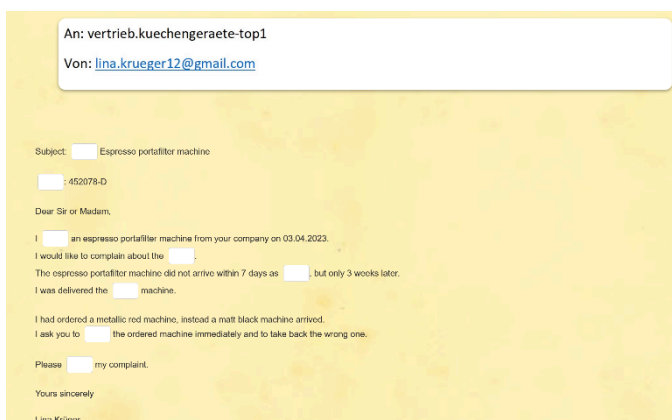 An: vertrieb.kuechengeraete-top1
Von: lina.krueger12@gmail.com
Subject: Espresso portafilter machine
: 452078-D
Dear Sir or Madam,
I an espresso portafilter machine from your company on 03.04.2023.
I would like to complain about the .
The espresso portafilter machine did not arrive within 7 days as , but only 3 weeks later.
I was delivered the machine.
I had ordered a metallic red machine, instead a matt black machine arrived.
I ask you to the ordered machine immediately and to take back the wrong one.
Please my complaint.
Yours sincerely
Lina Krüger